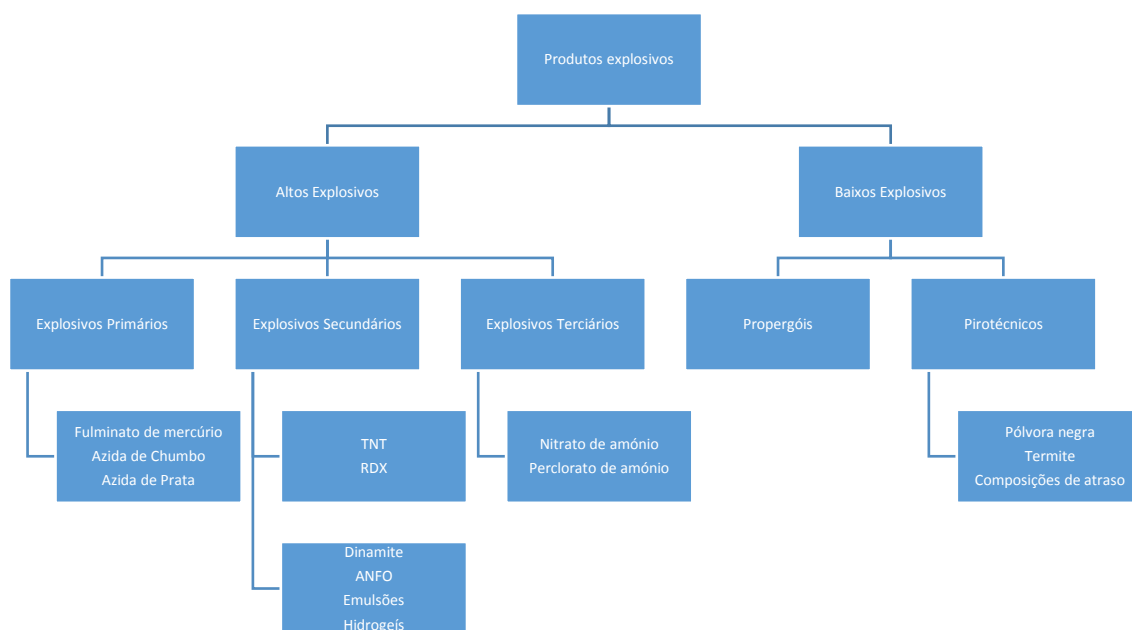 Produtos explosivos
Altos Explosivos
Baixos Explosivos
Explosivos Primários
Explosivos Secundários
Explosivos Terciários
Propergóis
Pirotécnicos
Fulminato de mercúrio
Azida de Chumbo
Azida de Prata
TNT
RDX
Nitrato de amónio
Perclorato de amónio
Pólvora negra
Termite
Composições de atraso
Dinamite
ANFO
Emulsões
Hidrogeís